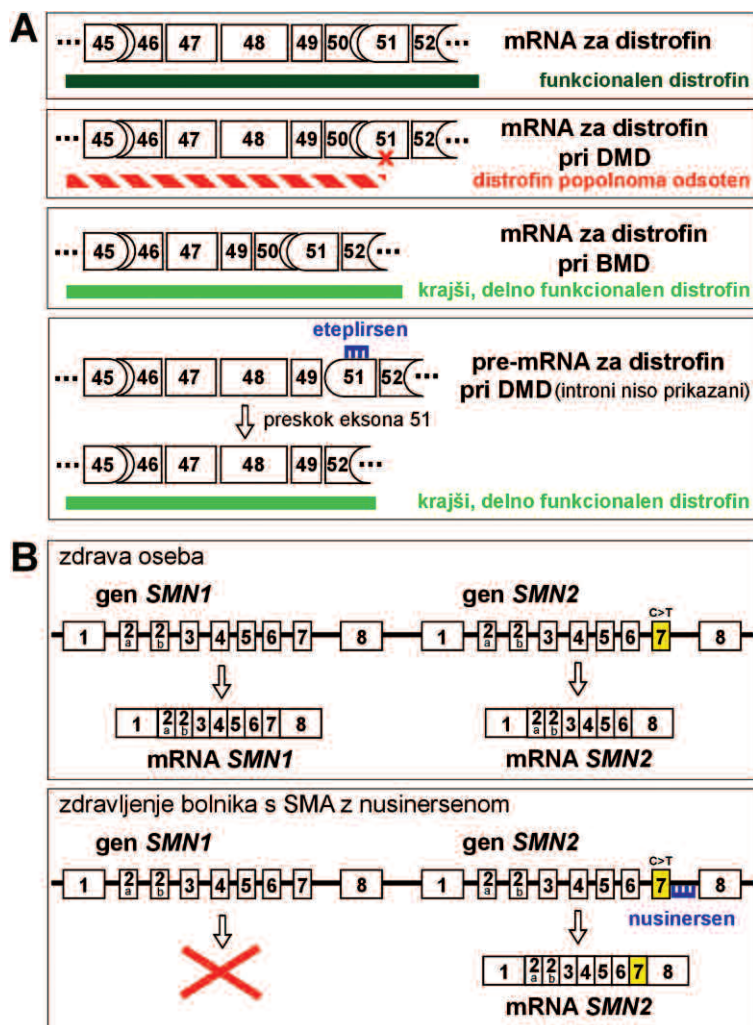 A
··· 45 46 47 48 49 50 51 52 ···
mRNA za distrofin
funkcionalen distrofin
··· 45 46 47 48 49 50 51 52 ···
mRNA za distrofin
pri DMD
distrofin popolnoma odsoten
··· 45 46 47 49 50 51 52 ···
mRNA za distrofin
pri BMD
krajši, delno funkcionalen distrofin
eteplirsen
··· 45 46 47 48 49 51 52 ···
pre-mRNA za distrofin
pri DMD (introni niso prikazani)
preskok eksona 51
··· 45 46 47 48 49 52 ···
krajši, delno funkcionalen distrofin
B
zdrava oseba
gen SMN1
gen SMN2
C>T
1 2a 2b 3 4 5 6 7 8 1 2a 2b 3 4 5 6 7 8
1 2a 2b 3 4 5 6 7 8
1 2a 2b 3 4 5 6 8
mRNA SMN1
mRNA SMN2
zdravljenje bolnika s SMA z nusinersenom
gen SMN1
gen SMN2
C>T
1 2a 2b 3 4 5 6 7 8 1 2a 2b 3 4 5 6 7 8
nusinersen
1 2a 2b 3 4 5 6 7 8
mRNA SMN2